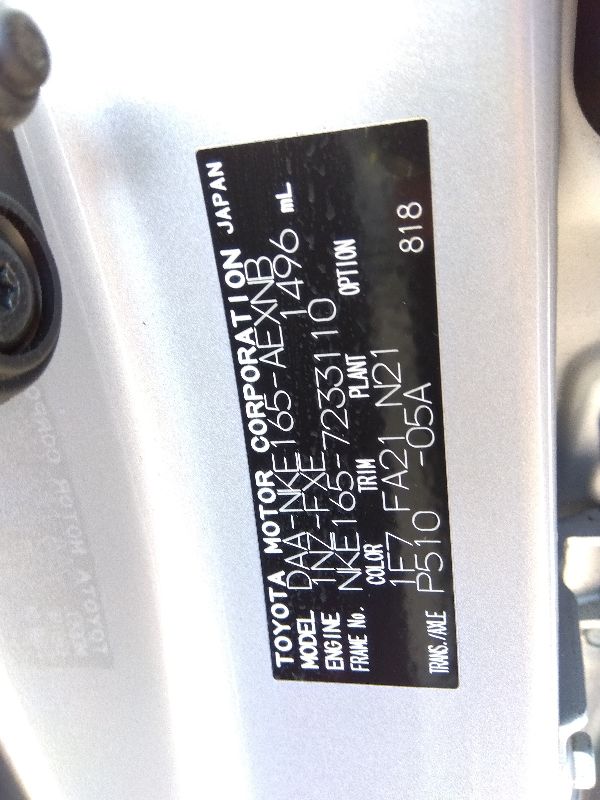 TOYOTA MOTOR CORPORATION JAPAN
MODEL DAA-NKE165-AEXNB
ENGINE 1NZ-FXE 1496 mL
FRAME No. NKE165-7233110
COLOR TRIM PLANT OPTION
1F7 FA21 N21
TRANS./AXLE P510 -05A 818